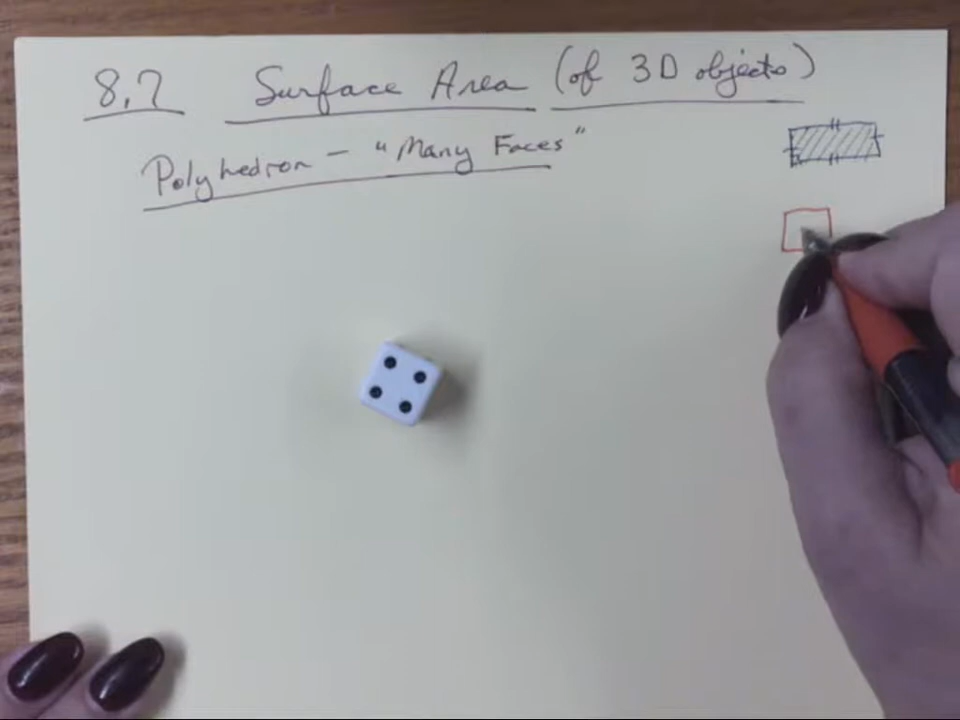 8.7 Surface Area (of 3D objects)
Polyhedron - "Many Faces"